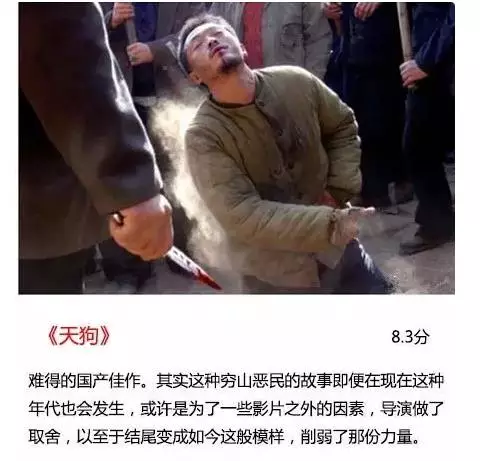 《天狗》 8.3分
难得的国产佳作。其实这种穷山恶民的故事即便在现在这种
年代也会发生，或许是为了一些影片之外的因素，导演做了
取舍，以至于结尾变成如今这般模样，削弱了那份力量。